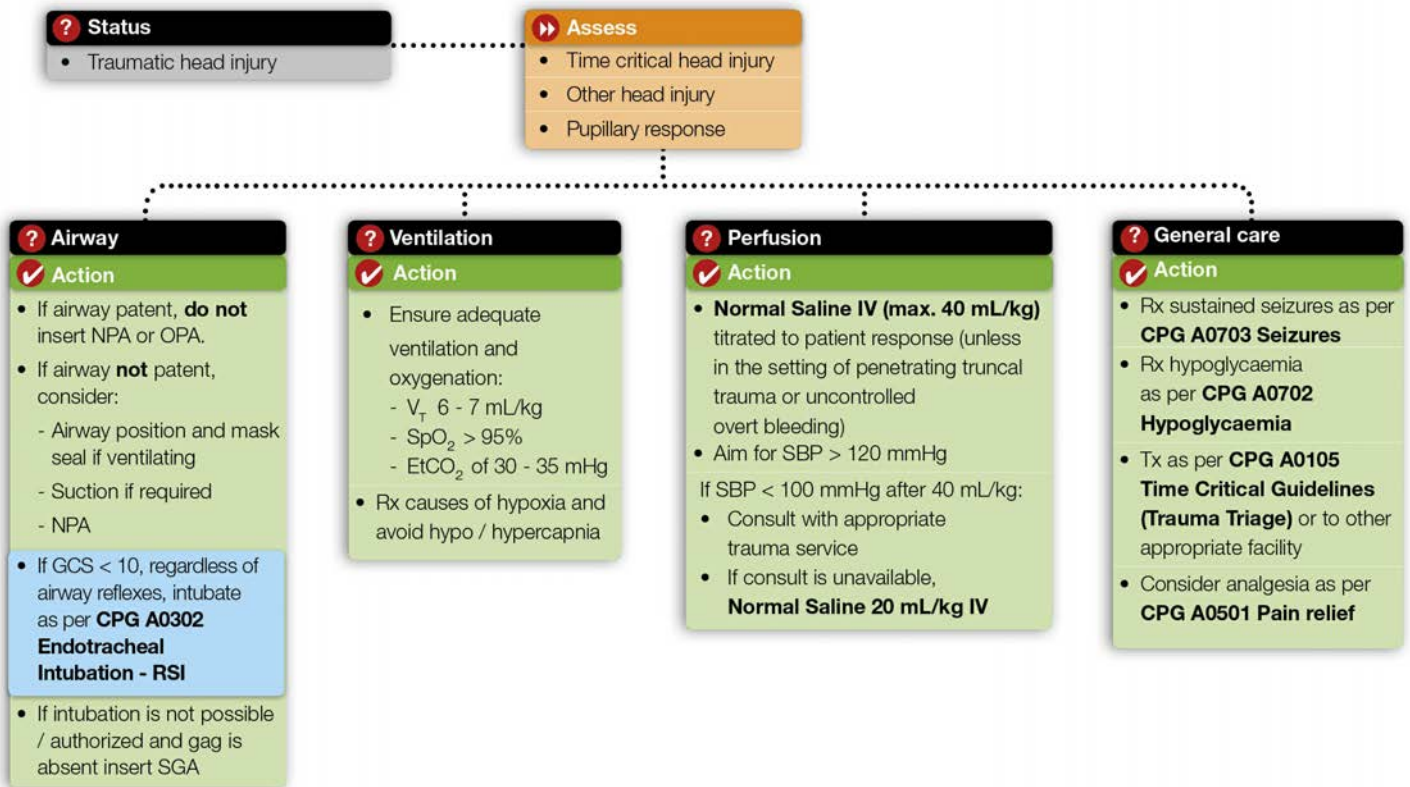 Status
• Traumatic head injury
Assess
• Time critical head injury
• Other head injury
• Pupillary response
Airway
Action
• If airway patent, do not
insert NPA or OPA.
• If airway not patent,
consider:
- Airway position and mask
seal if ventilating
- Suction if required
- NPA
• If GCS < 10, regardless of
airway reflexes, intubate
as per CPG A0302
Endotracheal
Intubation - RSI
• If intubation is not possible
/ authorized and gag is
absent insert SGA
Ventilation
Action
• Ensure adequate
ventilation and
oxygenation:
- VT 6 - 7 mL/kg
- SpO2 > 95%
- EtCO2 of 30 - 35 mHg
• Rx causes of hypoxia and
avoid hypo / hypercapnia
Perfusion
Action
• Normal Saline IV (max. 40 mL/kg)
titrated to patient response (unless
in the setting of penetrating truncal
trauma or uncontrolled
overt bleeding)
• Aim for SBP > 120 mmHg
If SBP < 100 mmHg after 40 mL/kg:
• Consult with appropriate
trauma service
• If consult is unavailable,
Normal Saline 20 mL/kg IV
General care
Action
• Rx sustained seizures as per
CPG A0703 Seizures
• Rx hypoglycaemia
as per CPG A0702
Hypoglycaemia
• Tx as per CPG A0105
Time Critical Guidelines
(Trauma Triage) or to other
appropriate facility
• Consider analgesia as per
CPG A0501 Pain relief